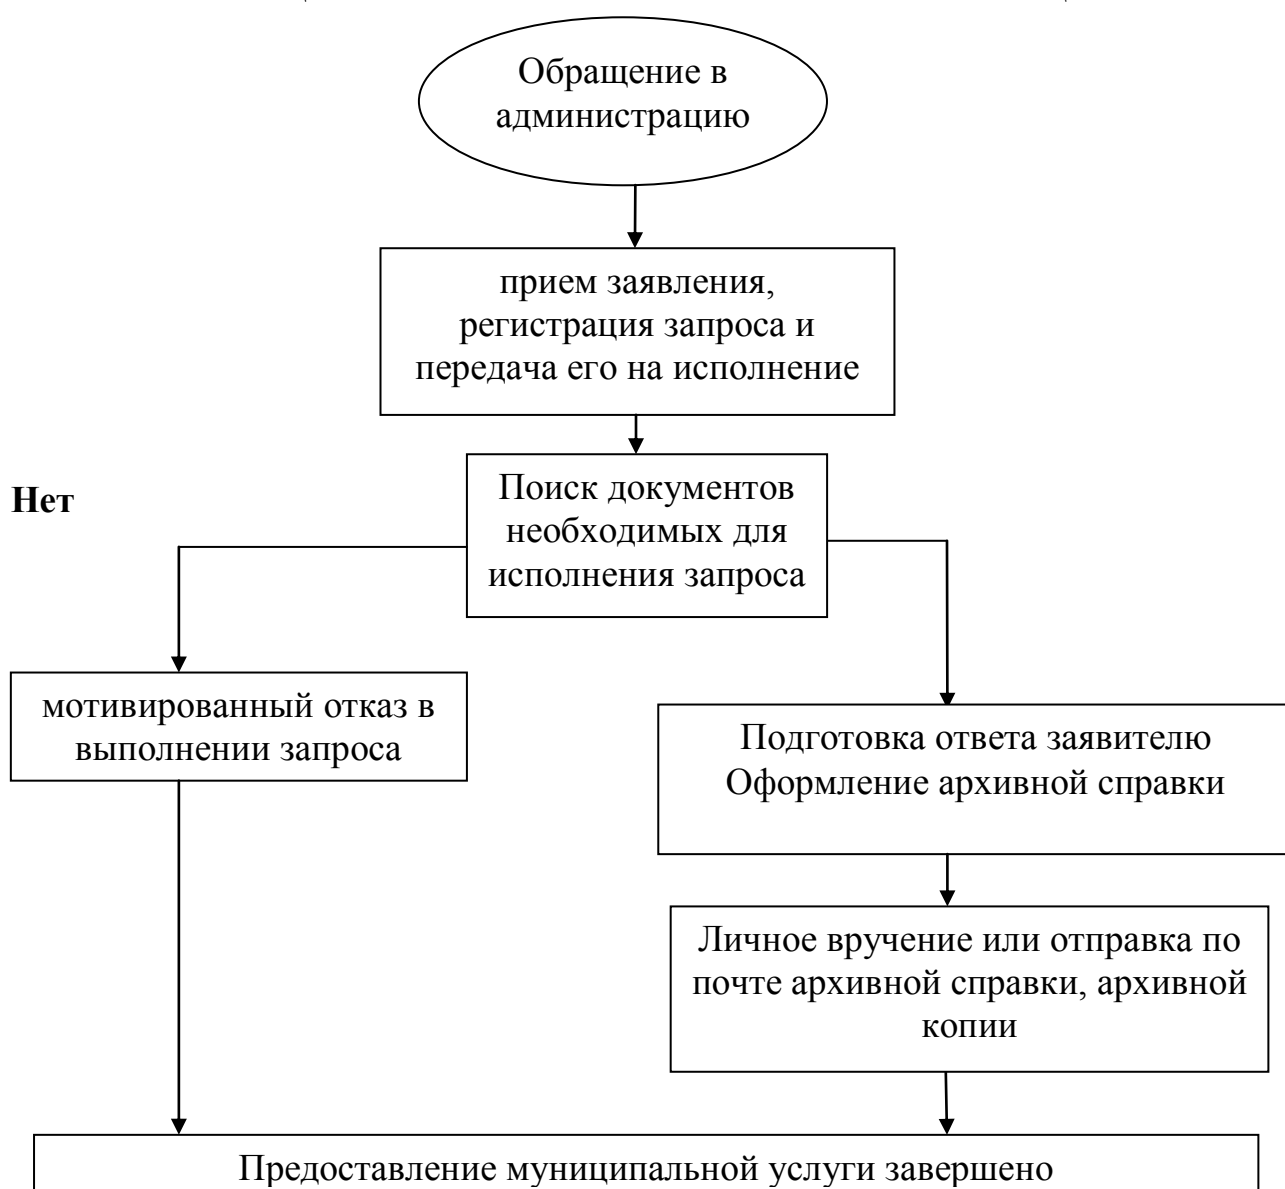 Обращение в
администрацию
прием заявления,
регистрация запроса и
передача его на исполнение
Нет
Поиск документов
необходимых для
исполнения запроса
мотивированный отказ в
выполнении запроса
Подготовка ответа заявителю
Оформление архивной справки
Личное вручение или отправка по
почте архивной справки, архивной
копии
Предоставление муниципальной услуги завершено